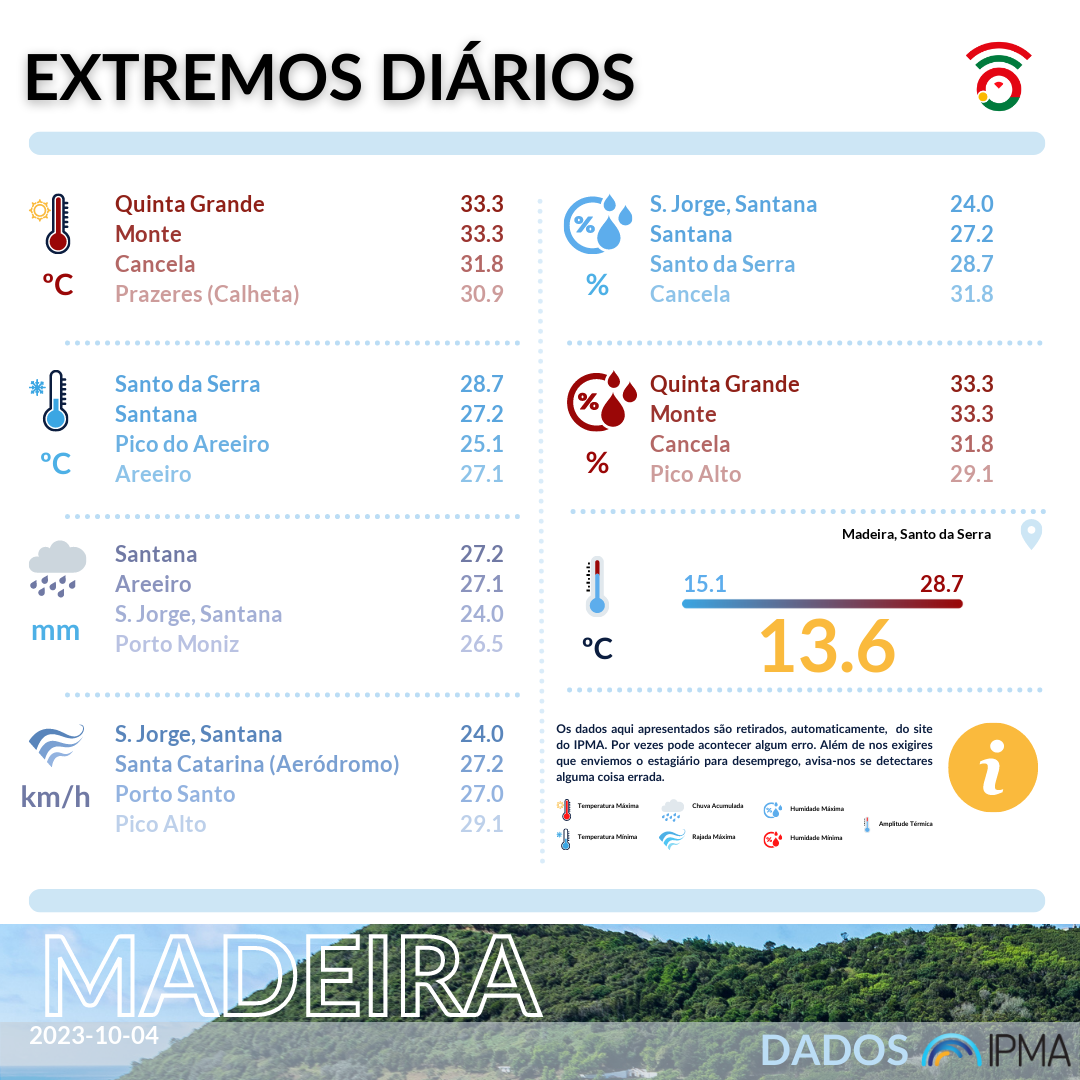 EXTREMOS DIÁRIOS
Quinta Grande 33.3
Monte 33.3
Cancela 31.8
Prazeres (Calheta) 30.9
ºC
Santo da Serra 28.7
Santana 27.2
Pico do Areeiro 25.1
Areeiro 27.1
ºC
Santana 27.2
Areeiro 27.1
S. Jorge, Santana 24.0
Porto Moniz 26.5
mm
S. Jorge, Santana 24.0
Santa Catarina (Aeródromo) 27.2
Porto Santo 27.0
Pico Alto 29.1
km/h
%
S. Jorge, Santana 24.0
Santana 27.2
Santo da Serra 28.7
Cancela 31.8
%
%
Quinta Grande 33.3
Monte 33.3
Cancela 31.8
Pico Alto 29.1
%
Madeira, Santo da Serra
15.1 28.7
ºC
13.6
Os dados aqui apresentados são retirados, automaticamente, do site
do IPMA. Por vezes pode acontecer algum erro. Além de nos exigires
que enviemos o estagiário para desemprego, avisa-nos se detectares
alguma coisa errada.
i
Temperatura Máxima
Chuva Acumulada
Humidade Máxima
Amplitude Térmica
Temperatura Mínima
Rajada Máxima
Humidade Mínima
MADEIRA
2023-10-04
DADOS IPMA